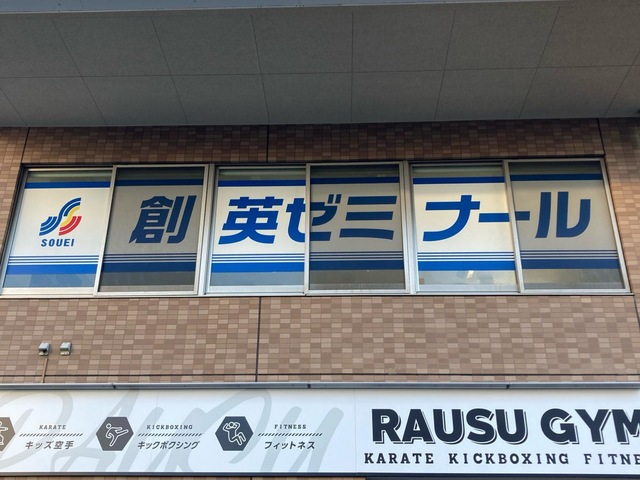 SOUEI
創英ゼミナール
KARATE
キッズ空手
KICKBOXING
キックボクシング
FITNESS
フィットネス
RAUSU GYM
KARATE KICKBOXING FITNE